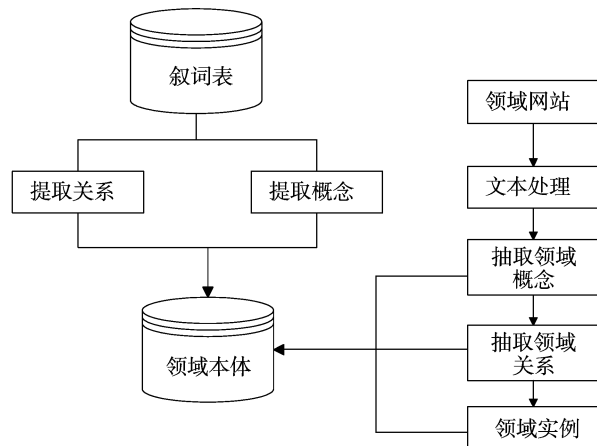 叙词表
提取关系
提取概念
领域本体
领域网站
文本处理
抽取领域
概念
抽取领域
关系
领域实例